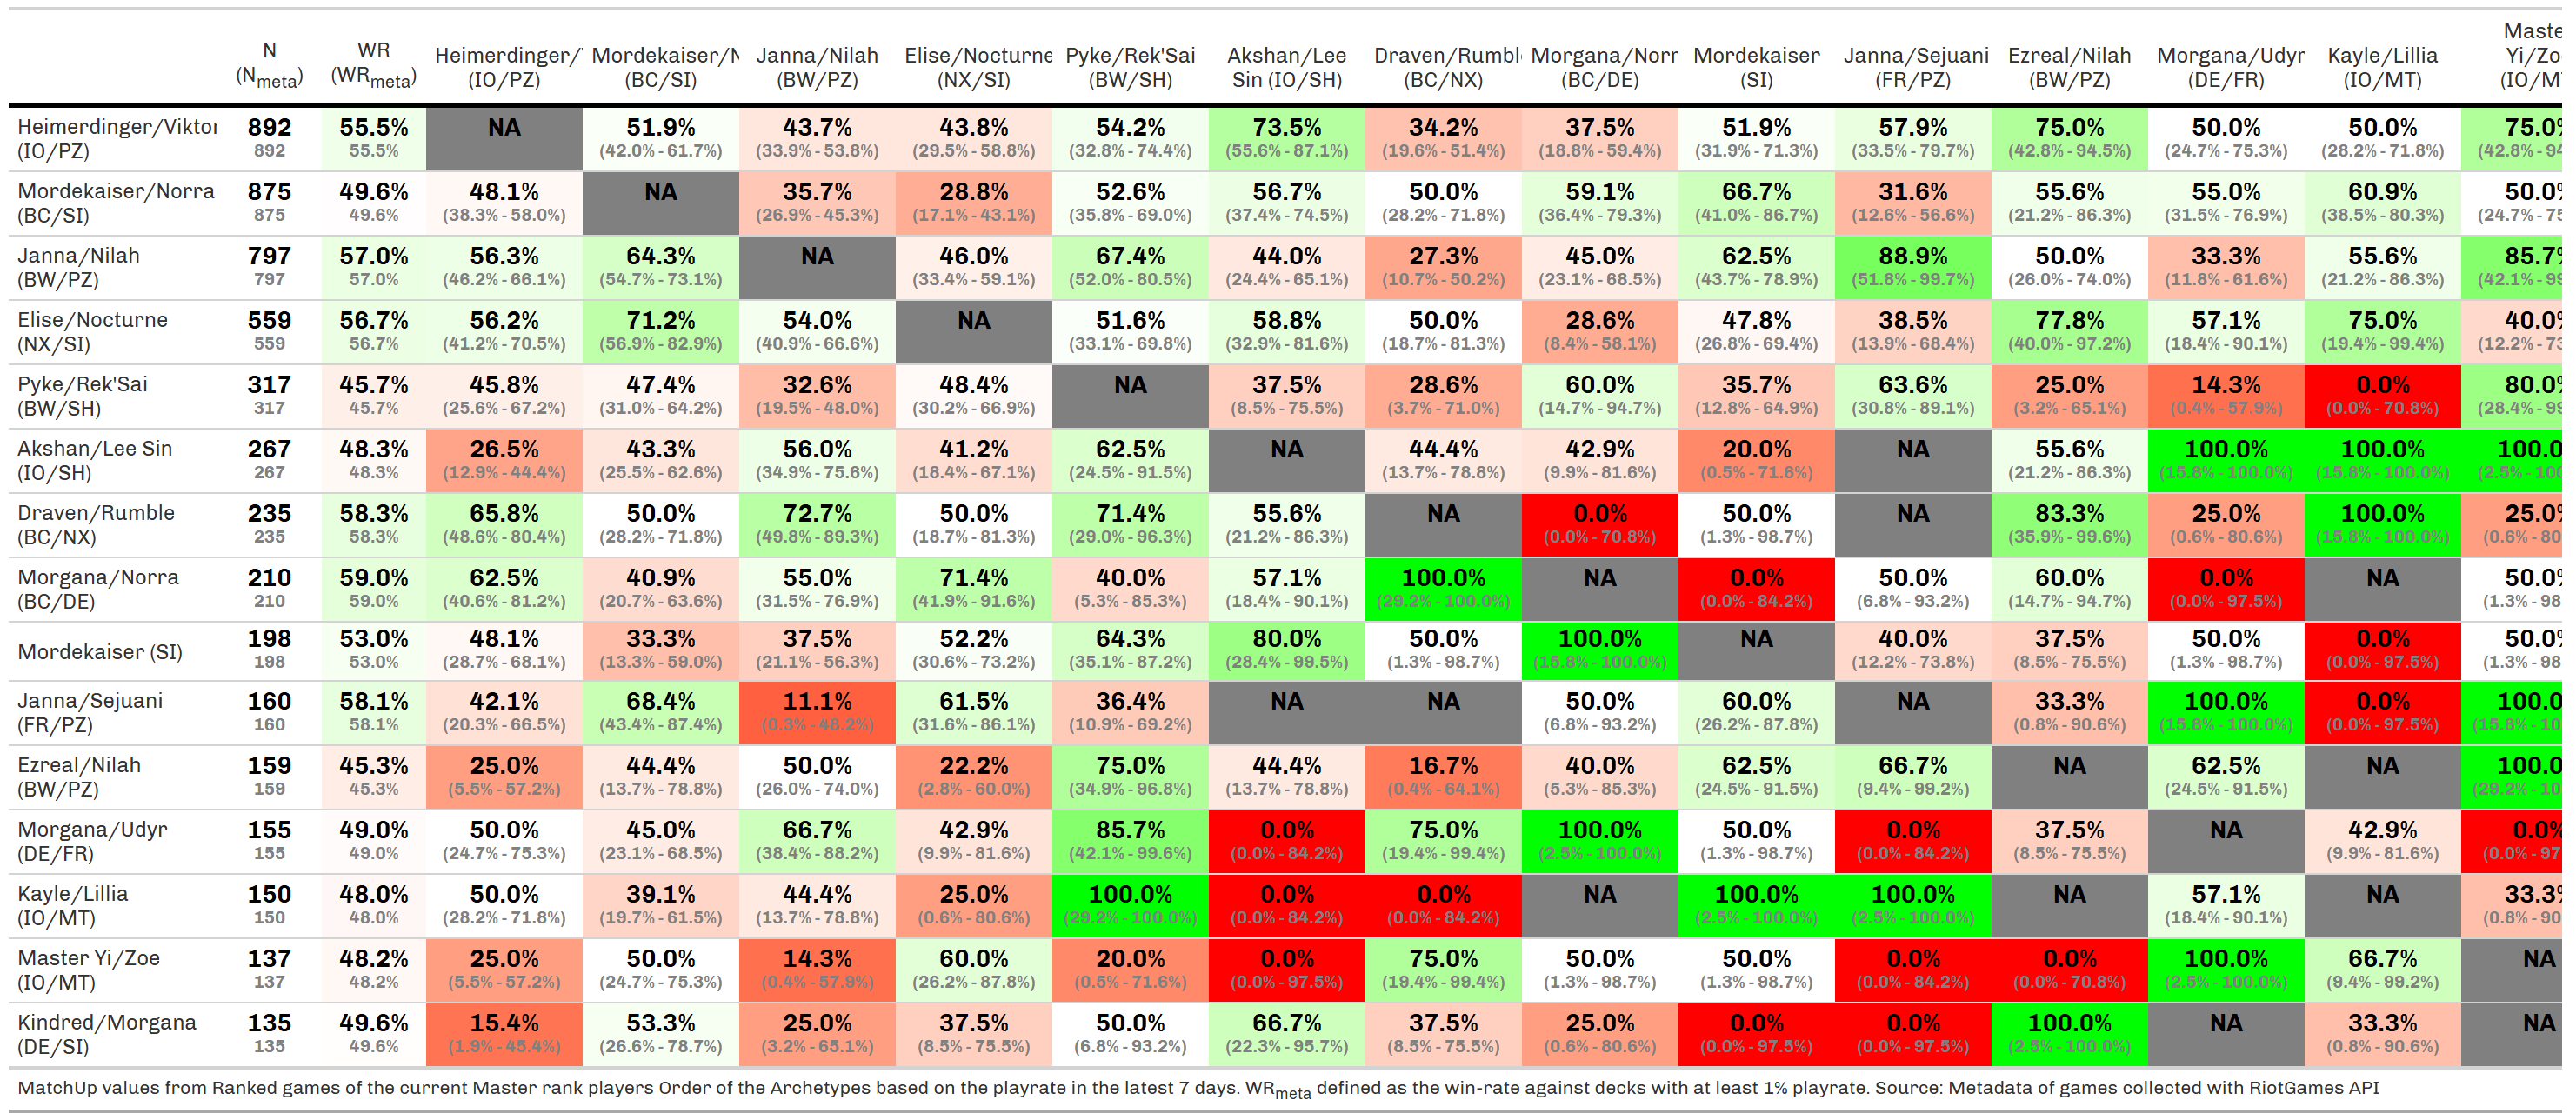 N (Nmeta) WR (WRmeta) Heimerdinger/ (IO/PZ) Mordekaiser/N (BC/SI) Janna/Nilah (BW/PZ) Elise/Nocturne (NX/SI) Pyke/Rek'Sai (BW/SH) Akshan/Lee Sin (IO/SH) Draven/Rumbl (BC/NX) Morgana/Norr (BC/DE) Mordekaiser (SI) Janna/Sejuani (FR/PZ) Ezreal/Nilah (BW/PZ) Morgana/Udyr (DE/FR) Kayle/Lillia (IO/MT) Maste Yi/Zo (IO/M
Heimerdinger/Viktor 892 55.5% NA 51.9% 43.7% 43.8% 54.2% 73.5% 34.2% 37.5% 51.9% 57.9% 75.0% 50.0% 50.0% 75.0%
(IO/PZ) 892 55.5% (42.0% - 61.7%) (33.9% - 53.8%) (29.5% - 58.8%) (32.8% - 74.4%) (55.6% - 87.1%) (19.6% - 51.4%) (18.8% - 59.4%) (31.9% - 71.3%) (33.5% - 79.7%) (42.8% - 94.5%) (24.7% - 75.3%) (28.2% - 71.8%) (42.8% - 94
Mordekaiser/Norra 875 49.6% 48.1% NA 35.7% 28.8% 52.6% 56.7% 50.0% 59.1% 66.7% 31.6% 55.6% 55.0% 60.9% 50.0%
(BC/SI) 875 49.6% (38.3% - 58.0%) (26.9% - 45.3%) (17.1% - 43.1%) (35.8% - 69.0%) (37.4% - 74.5%) (28.2% - 71.8%) (36.4% - 79.3%) (41.0% - 86.7%) (12.6% - 56.6%) (21.2% - 86.3%) (31.5% - 76.9%) (38.5% - 80.3%) (24.7% - 75
Janna/Nilah 797 57.0% 56.3% 64.3% NA 46.0% 67.4% 44.0% 27.3% 45.0% 62.5% 88.9% 50.0% 33.3% 55.6% 85.7%
(BW/PZ) 797 57.0% (46.2% - 66.1%) (54.7% - 73.1%) (33.4% - 59.1%) (52.0% - 80.5%) (24.4% - 65.1%) (10.7% - 50.2%) (23.1% - 68.5%) (43.7% - 78.9%) (51.8% - 99.7%) (26.0% - 74.0%) (11.8% - 61.6%) (21.2% - 86.3%) (42.1% - 99
Elise/Nocturne 559 56.7% 56.2% 71.2% 54.0% NA 51.6% 58.8% 50.0% 28.6% 47.8% 38.5% 77.8% 57.1% 75.0% 40.0%
(NX/SI) 559 56.7% (41.2% - 70.5%) (56.9% - 82.9%) (40.9% - 66.6%) (33.1% - 69.8%) (32.9% - 81.6%) (18.7% - 81.3%) (8.4% - 58.1%) (26.8% - 69.4%) (13.9% - 68.4%) (40.0% - 97.2%) (18.4% - 90.1%) (19.4% - 99.4%) (12.2% - 73
Pyke/Rek'Sai 317 45.7% 45.8% 47.4% 32.6% 48.4% NA 37.5% 28.6% 60.0% 35.7% 63.6% 25.0% 14.3% 0.0% 80.0%
(BW/SH) 317 45.7% (25.6% - 67.2%) (31.0% - 64.2%) (19.5% - 48.0%) (30.2% - 66.9%) (8.5% - 75.5%) (3.7% - 71.0%) (14.7% - 94.7%) (12.8% - 64.9%) (30.8% - 89.1%) (3.2% - 65.1%) (0.4% - 57.9%) (0.0% - 70.8%) (28.4% - 99
Akshan/Lee Sin 267 48.3% 26.5% 43.3% 56.0% 41.2% 62.5% NA 44.4% 42.9% 20.0% NA 55.6% 100.0% 100.0% 100.0
(IO/SH) 267 48.3% (12.9% - 44.4%) (25.5% - 62.6%) (34.9% - 75.6%) (18.4% - 67.1%) (24.5% - 91.5%) (13.7% - 78.8%) (9.9% - 81.6%) (0.5% - 71.6%) (21.2% - 86.3%) (15.8% - 100.0%) (15.8% - 100.0%) (2.5% - 100
Draven/Rumble 235 58.3% 65.8% 50.0% 72.7% 50.0% 71.4% 55.6% NA 0.0% 50.0% NA 83.3% 25.0% 100.0% 25.0%
(BC/NX) 235 58.3% (48.6% - 80.4%) (28.2% - 71.8%) (49.8% - 89.3%) (18.7% - 81.3%) (29.0% - 96.3%) (21.2% - 86.3%) (0.0% - 70.8%) (1.3% - 98.7%) (35.9% - 99.6%) (0.6% - 80.6%) (15.8% - 100.0%) (0.6% - 80
Morgana/Norra 210 59.0% 62.5% 40.9% 55.0% 71.4% 40.0% 57.1% 100.0% NA 0.0% 50.0% 60.0% 0.0% NA 50.0%
(BC/DE) 210 59.0% (40.6% - 81.2%) (20.7% - 63.6%) (31.5% - 76.9%) (41.9% - 91.6%) (5.3% - 85.3%) (18.4% - 90.1%) (29.2% - 100.0%) (0.0% - 84.2%) (6.8% - 93.2%) (14.7% - 94.7%) (0.0% - 97.5%) (1.3% - 98
Mordekaiser (SI) 198 53.0% 48.1% 33.3% 37.5% 52.2% 64.3% 80.0% 50.0% 100.0% NA 40.0% 37.5% 50.0% 0.0% 50.0%
198 53.0% (28.7% - 68.1%) (13.3% - 59.0%) (21.1% - 56.3%) (30.6% - 73.2%) (35.1% - 87.2%) (28.4% - 99.5%) (1.3% - 98.7%) (15.8% - 100.0%) (12.2% - 73.8%) (8.5% - 75.5%) (1.3% - 98.7%) (0.0% - 97.5%) (1.3% - 98
Janna/Sejuani 160 58.1% 42.1% 68.4% 11.1% 61.5% 36.4% NA NA 50.0% 60.0% NA 33.3% 100.0% 0.0% 100.0
(FR/PZ) 160 58.1% (20.3% - 66.5%) (43.4% - 87.4%) (0.3% - 48.2%) (31.6% - 86.1%) (10.9% - 69.2%) (6.8% - 93.2%) (26.2% - 87.8%) (0.8% - 90.6%) (15.8% - 100.0%) (0.0% - 97.5%) (15.8% - 10
Ezreal/Nilah 159 45.3% 25.0% 44.4% 50.0% 22.2% 75.0% 44.4% 16.7% 40.0% 62.5% 66.7% NA 62.5% NA 100.0
(BW/PZ) 159 45.3% (5.5% - 57.2%) (13.7% - 78.8%) (26.0% - 74.0%) (2.8% - 60.0%) (34.9% - 96.8%) (13.7% - 78.8%) (0.4% - 64.1%) (5.3% - 85.3%) (24.5% - 91.5%) (9.4% - 99.2%) (24.5% - 91.5%) (29.2% - 10
Morgana/Udyr 155 49.0% 50.0% 45.0% 66.7% 42.9% 85.7% 0.0% 75.0% 100.0% 50.0% 0.0% 37.5% NA 42.9% 0.0%
(DE/FR) 155 49.0% (24.7% - 75.3%) (23.1% - 68.5%) (38.4% - 88.2%) (9.9% - 81.6%) (42.1% - 99.6%) (0.0% - 84.2%) (19.4% - 99.4%) (2.5% - 100.0%) (1.3% - 98.7%) (0.0% - 84.2%) (8.5% - 75.5%) (9.9% - 81.6%) (0.0% - 97
Kayle/Lillia 150 48.0% 50.0% 39.1% 44.4% 25.0% 100.0% 0.0% 0.0% NA 100.0% 100.0% NA 57.1% NA 33.3%
(IO/MT) 150 48.0% (28.2% - 71.8%) (19.7% - 61.5%) (13.7% - 78.8%) (0.6% - 80.6%) (29.2% - 100.0%) (0.0% - 84.2%) (0.0% - 84.2%) (2.5% - 100.0%) (2.5% - 100.0%) (18.4% - 90.1%) (0.8% - 90
Master Yi/Zoe 137 48.2% 25.0% 50.0% 14.3% 60.0% 20.0% 0.0% 75.0% 50.0% 50.0% 0.0% 0.0% 100.0% 66.7% NA
(IO/MT) 137 48.2% (5.5% - 57.2%) (24.7% - 75.3%) (0.4% - 57.9%) (26.2% - 87.8%) (0.5% - 71.6%) (0.0% - 97.5%) (19.4% - 99.4%) (1.3% - 98.7%) (1.3% - 98.7%) (0.0% - 84.2%) (0.0% - 70.8%) (2.5% - 100.0%) (9.4% - 99.2%)
Kindred/Morgana 135 49.6% 15.4% 53.3% 25.0% 37.5% 50.0% 66.7% 37.5% 25.0% 0.0% 0.0% 100.0% NA 33.3% NA
(DE/SI) 135 49.6% (1.9% - 45.4%) (26.6% - 78.7%) (3.2% - 65.1%) (8.5% - 75.5%) (6.8% - 93.2%) (22.3% - 95.7%) (8.5% - 75.5%) (0.6% - 80.6%) (0.0% - 97.5%) (0.0% - 97.5%) (2.5% - 100.0%) (0.8% - 90.6%)
MatchUp values from Ranked games of the current Master rank players Order of the Archetypes based on the playrate in the latest 7 days. WRmeta defined as the win-rate against decks with at least 1% playrate. Source: Metadata of games collected with RiotGames API